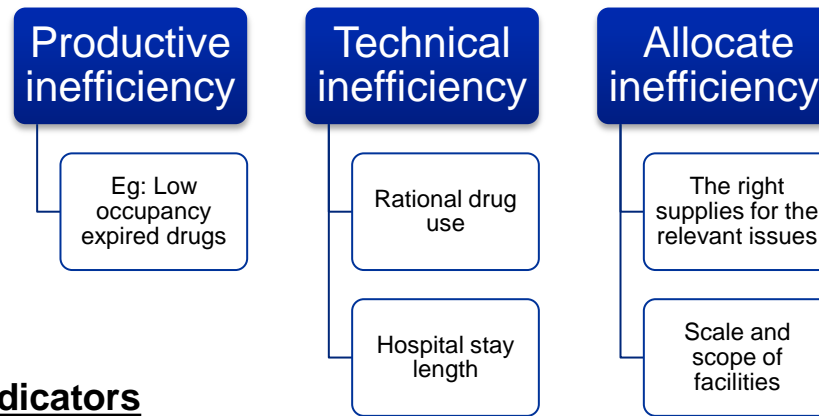 Productive
inefficiency
Eg: Low
occupancy
expired drugs
Technical
inefficiency
Rational drug
use
Hospital stay
length
Allocate
inefficiency
The right
supplies for the
relevant issues
Scale and
scope of
facilities
dicators